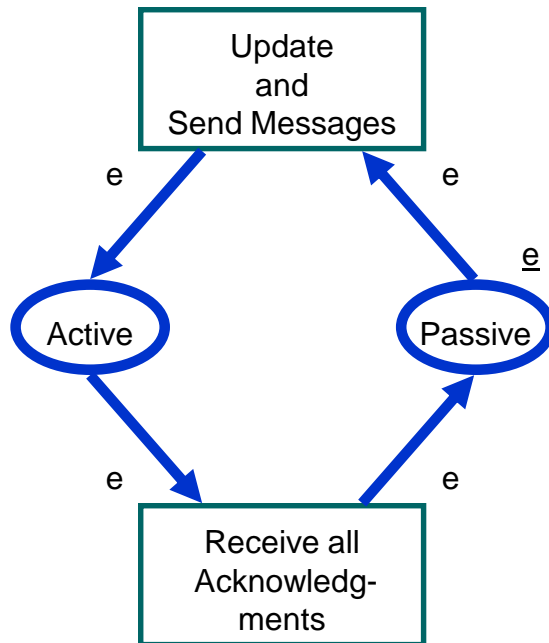 Update
and
Send Messages
e
e
e
Active
Passive
e
e
Receive all
Acknowledg-
ments